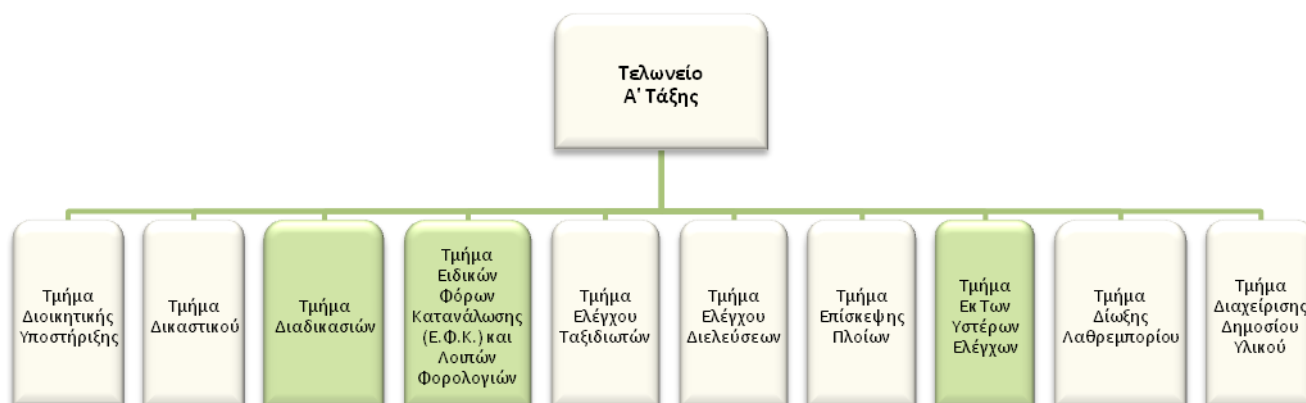 Τελωνείο
Α' Τάξης
Τμήμα
Διοικητικής
Υποστήριξης
Τμήμα
Δικαστικού
Τμήμα
Διαδικασιών
Τμήμα
Ειδικών
Φόρων
Κατανάλωσης
(Ε.Φ.Κ.) και
Λοιπών
Φορολογιών
Τμήμα
Ελέγχου
Ταξιδιωτών
Τμήμα
Ελέγχου
Διελεύσεων
Τμήμα
Επίσκεψης
Πλοίων
Τμήμα
Εκ Των
Υστέρων
Ελέγχων
Τμήμα
Δίωξης
Λαθρεμπορίου
Τμήμα
Διαχείρισης
Δημοσίου
Υλικού